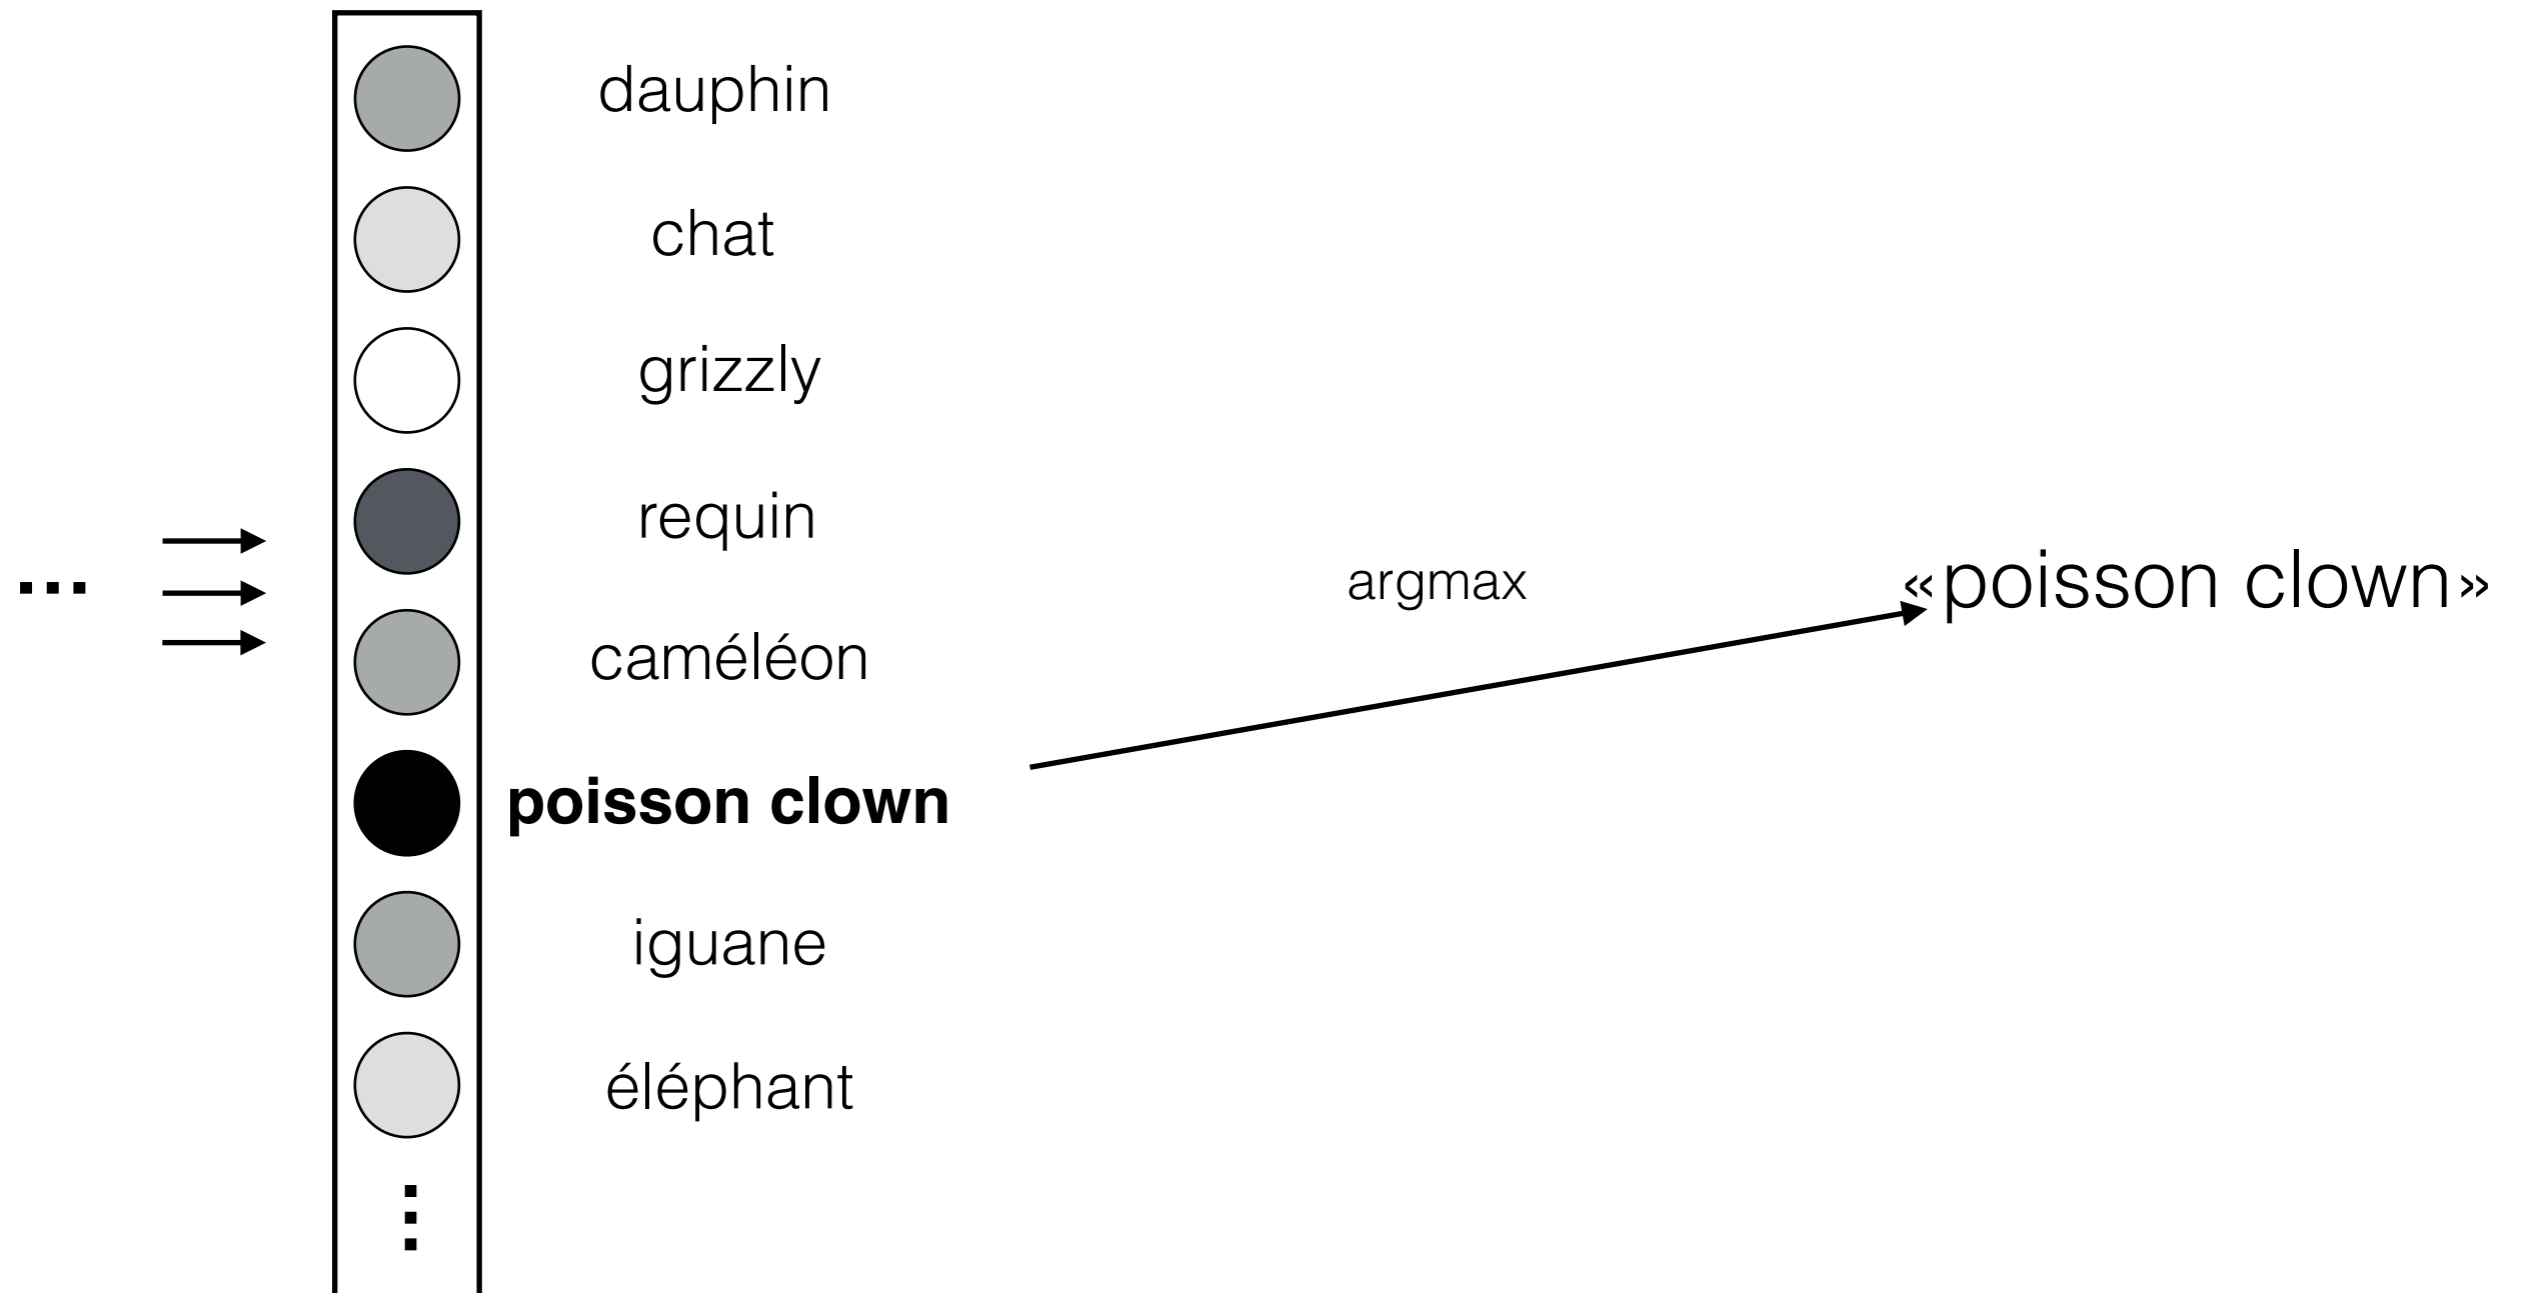 dauphin
chat
grizzly
requin
...
argmax
«poisson clown»
caméléon
poisson clown
iguane
éléphant
...